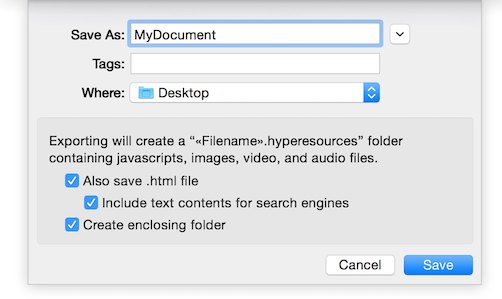 Save As: MyDocument
Tags:
Where: Desktop
Exporting will create a “«Filename».hyperesources” folder
containing javascripts, images, video, and audio files.
Also save .html file
Include text contents for search engines
Create enclosing folder
Cancel Save